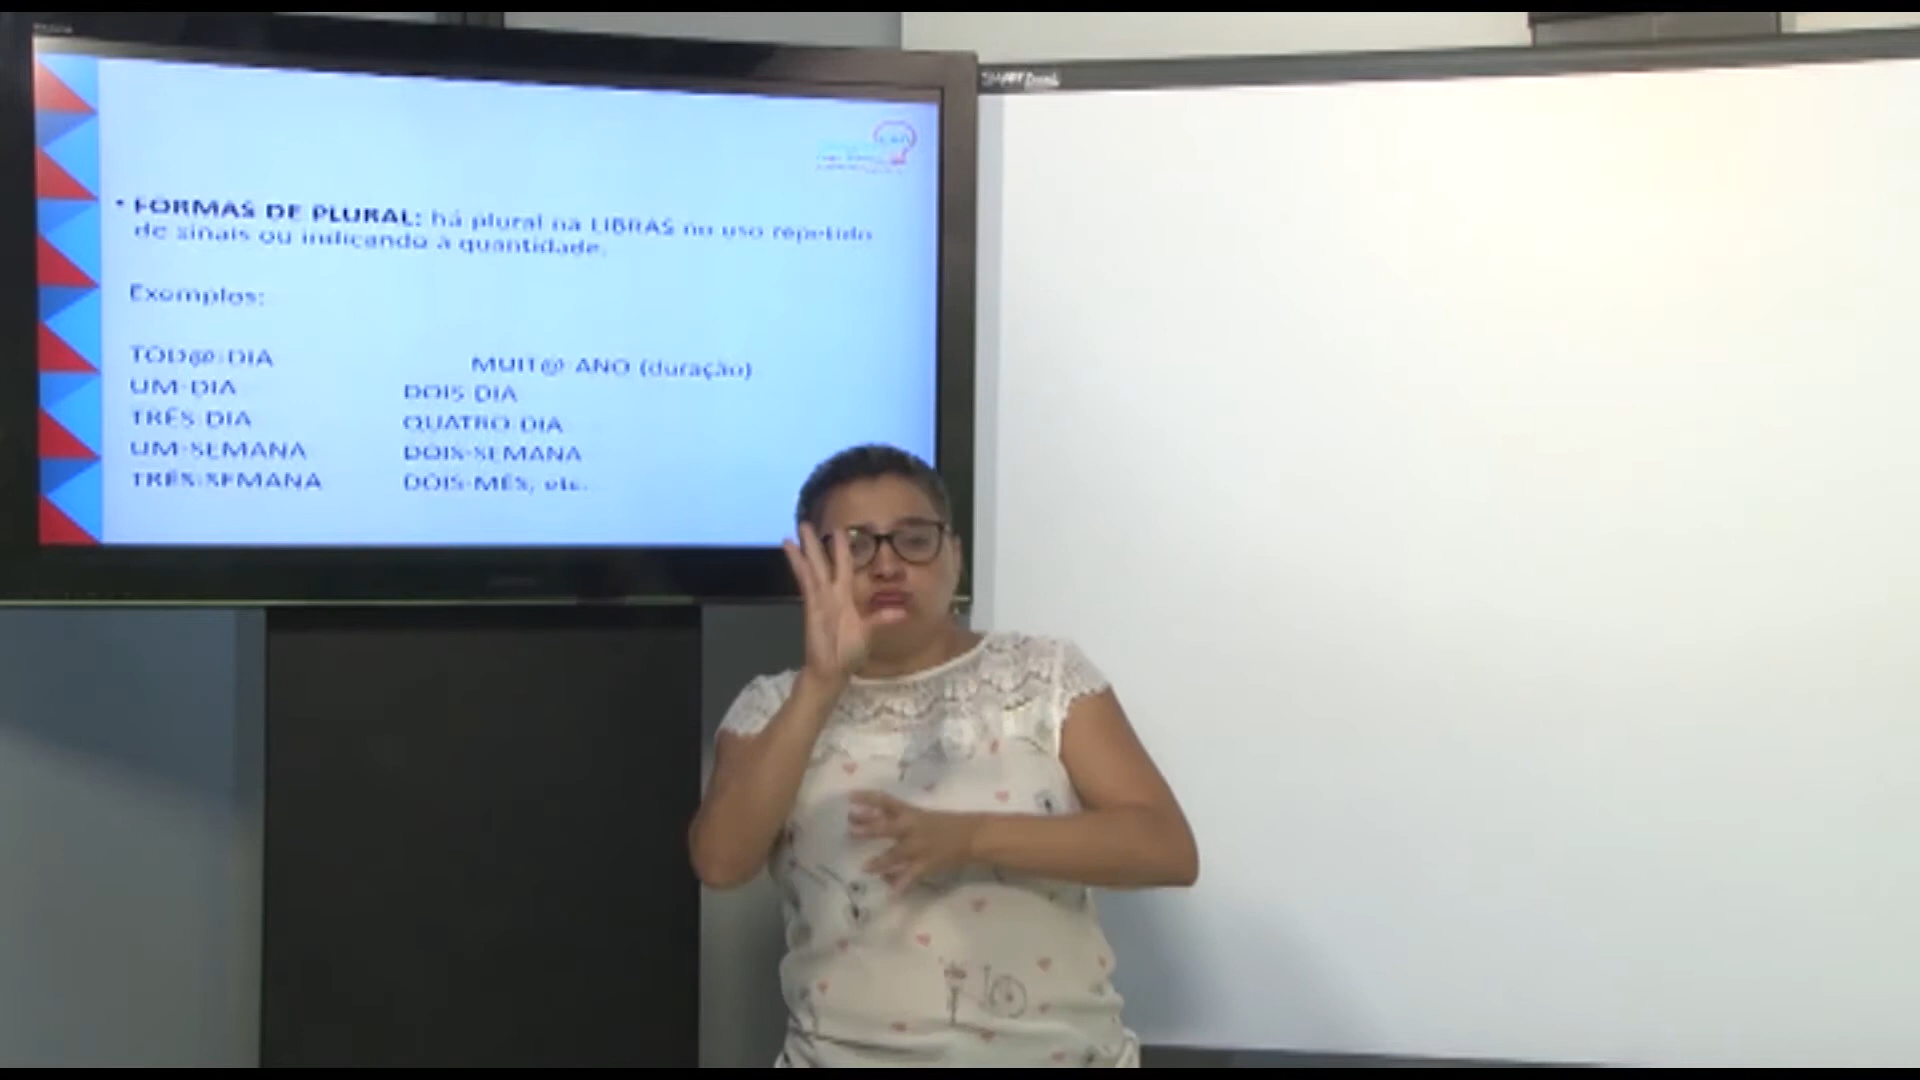 SMART Board
• FORMAS DE PLURAL: há plural na LIBRAS no uso repetido
de sinais ou indicando a quantidade.
Exemplos:
TOD@-DIA MUIT@-ANO (duração)
UM-DIA DOIS-DIA
TRÊS-DIA QUATRO-DIA
UM-SEMANA DOIS-SEMANA
TRÊS-SEMANA DOIS-MÊS, etc.